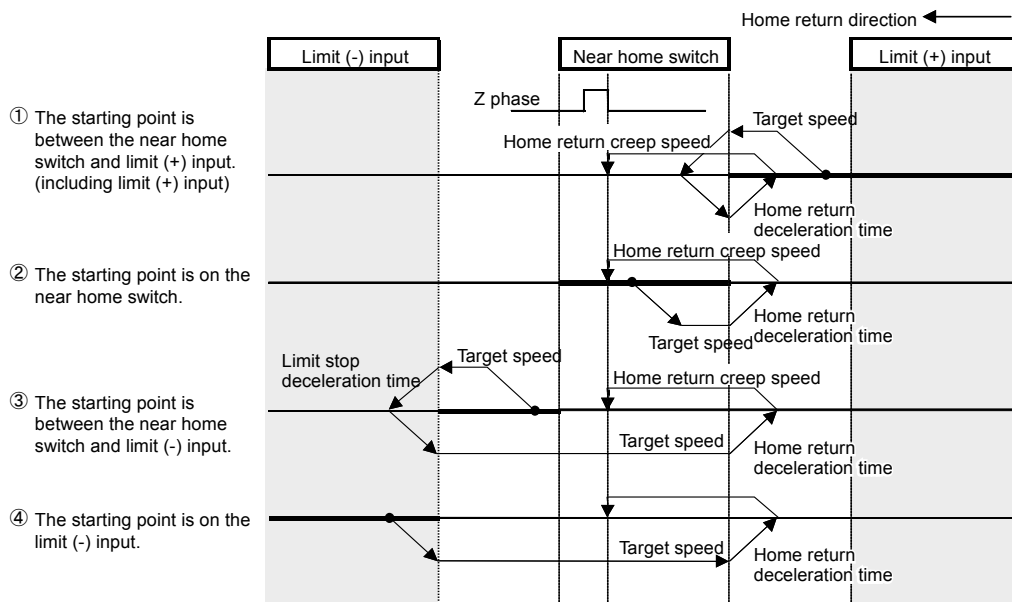 Home return direction
Limit (-) input
Near home switch
Limit (+) input
Z phase
① The starting point is
between the near home
switch and limit (+) input.
(including limit (+) input)
Target speed
Home return creep speed
Home return
deceleration time
② The starting point is on the
near home switch.
Home return creep speed
Home return
deceleration time
Target speed
Limit stop
deceleration time
Target speed
Home return creep speed
③ The starting point is
between the near home
switch and limit (-) input.
Target speed
Home return
deceleration time
④ The starting point is on the
limit (-) input.
Target speed
Home return
deceleration time